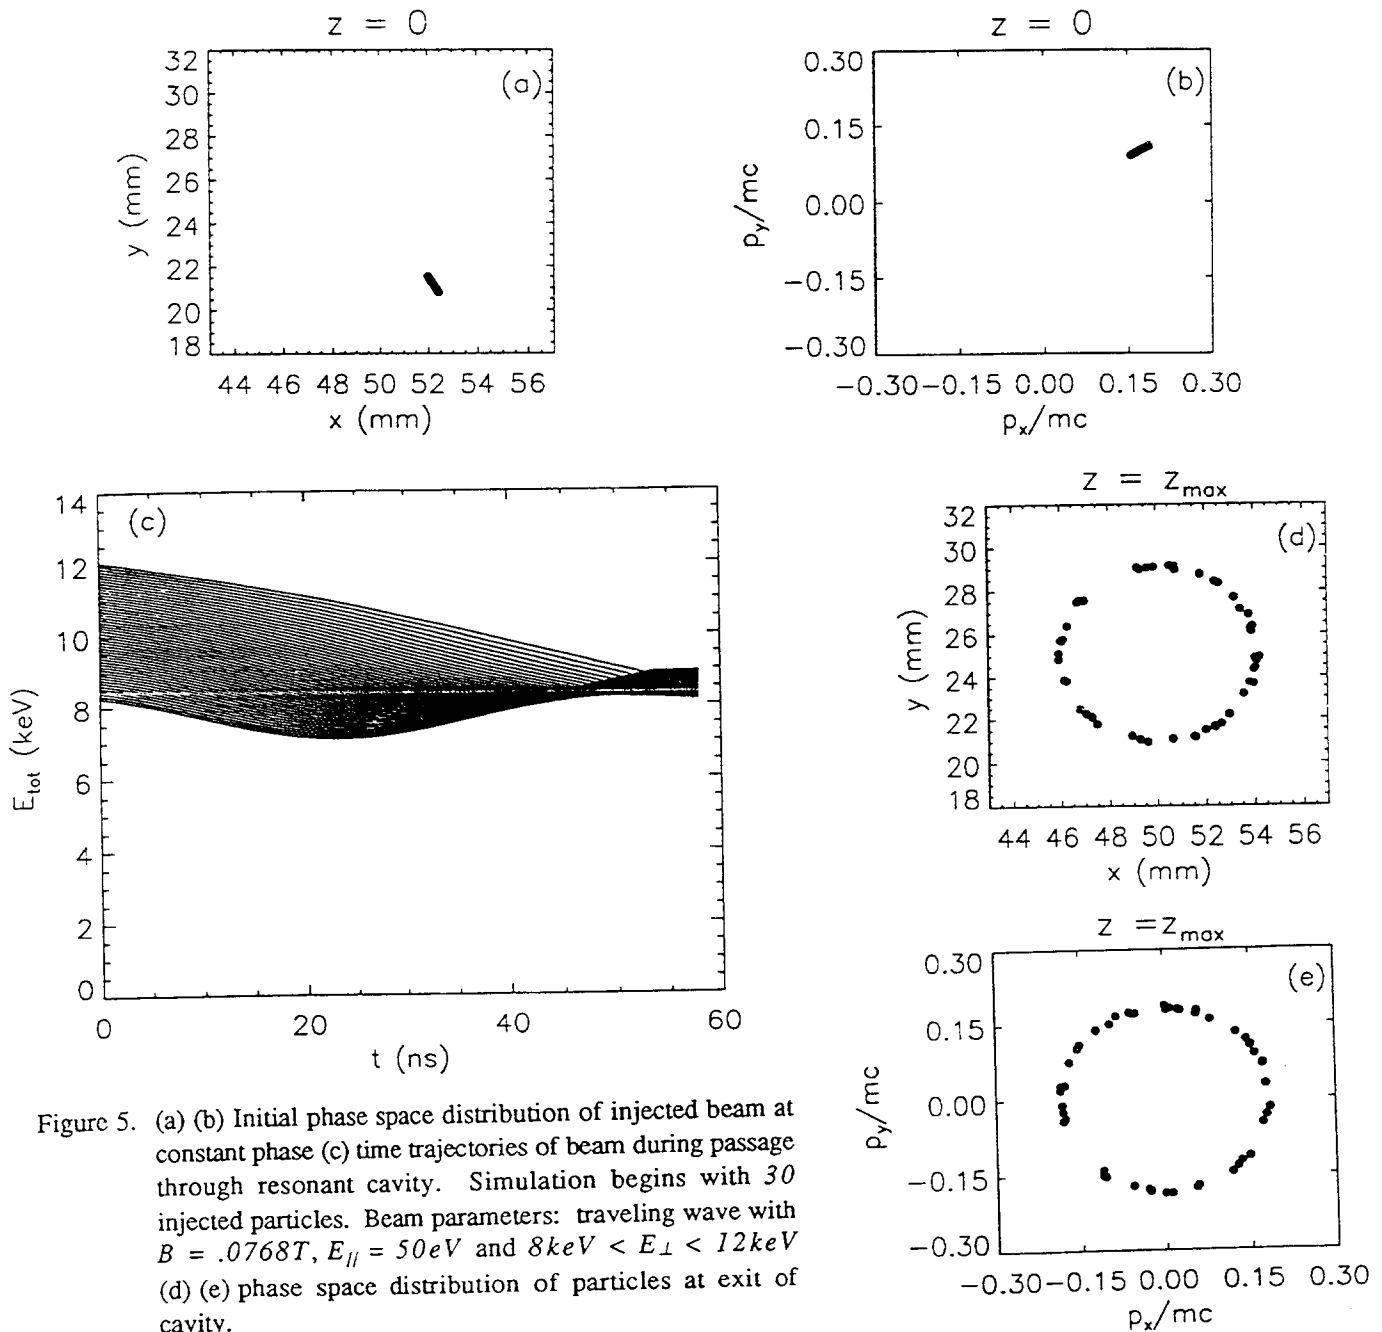 z = 0
(a)
32
30
28
26
24
22
20
18
y (mm)
44 46 48 50 52 54 56
x (mm)
z = 0
(b)
0.30
0.15
0.00
−0.15
−0.30
p_y/mc
−0.30 −0.15 0.00 0.15 0.30
p_x/mc
(c)
14
12
10
8
6
4
2
0
E_tot (keV)
0 20 40 60
t (ns)
z = z_max
(d)
32
30
28
26
24
22
20
18
y (mm)
44 46 48 50 52 54 56
x (mm)
z = z_max
(e)
0.30
0.15
0.00
−0.15
−0.30
p_y/mc
−0.30 −0.15 0.00 0.15 0.30
p_x/mc
Figure 5. (a) (b) Initial phase space distribution of injected beam at
constant phase (c) time trajectories of beam during passage
through resonant cavity. Simulation begins with 30
injected particles. Beam parameters: traveling wave with
B = .0768T, E_// = 50eV and 8keV < E_⊥ < 12keV
(d) (e) phase space distribution of particles at exit of
cavity.